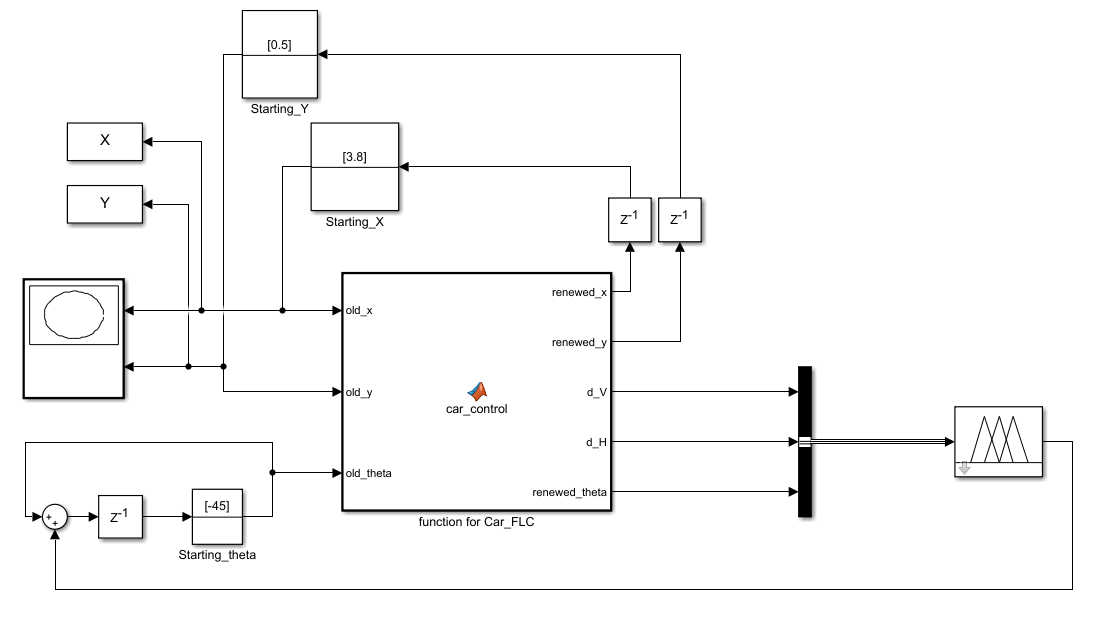 [0.5]
Starting_Y
X
[3.8]
Starting_X
Y
Z-1
Z-1
renewed_x
old_x
renewed_y
old_y
d_V
car_control
d_H
old_theta
renewed_theta
function for Car_FLC
+
+
Z-1
[-45]
Starting_theta